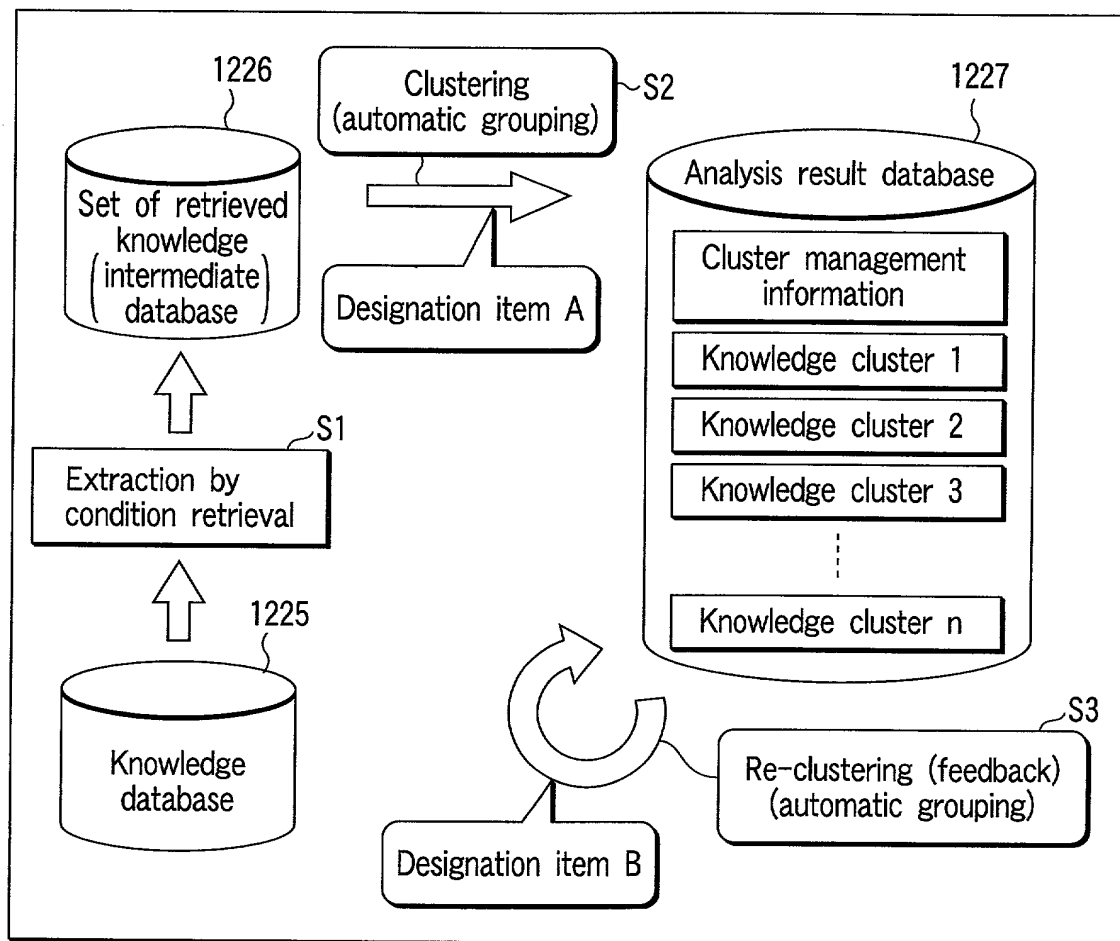 1226
Set of retrieved
knowledge
(intermediate
database)
S1
Extraction by
condition retrieval
1225
Knowledge
database
Clustering
(automatic grouping)
S2
Designation item A
1227
Analysis result database
Cluster management
information
Knowledge cluster 1
Knowledge cluster 2
Knowledge cluster 3
Knowledge cluster n
S3
Re-clustering (feedback)
(automatic grouping)
Designation item B